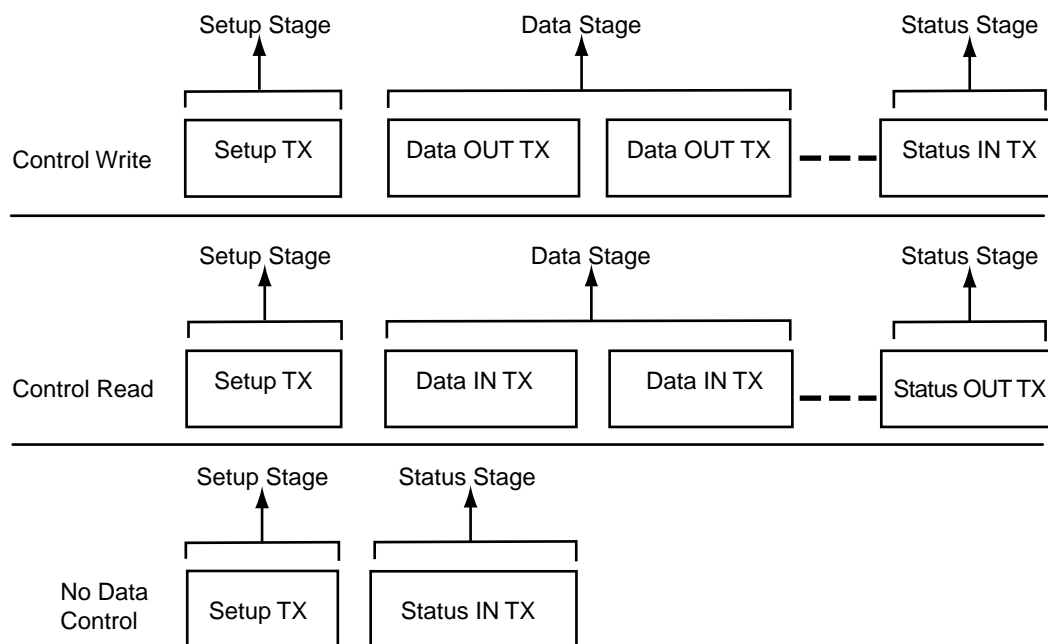 Setup Stage Data Stage Status Stage
Control Write Setup TX Data OUT TX Data OUT TX Status IN TX
Setup Stage Data Stage Status Stage
Control Read Setup TX Data IN TX Data IN TX Status OUT TX
Setup Stage Status Stage
No Data
Control Setup TX Status IN TX